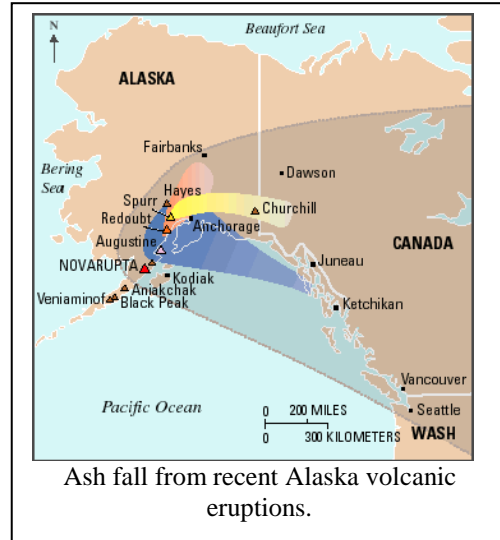 Beaufort Sea
N
ALASKA
Bering
Sea
Fairbanks
Dawson
Hayes
Spurr
Redoubt
Churchill
Anchorage
Augustine
CANADA
NOVARUPTA
Juneau
Kodiak
Aniakchak
Veniaminof
Black Peak
Ketchikan
Vancouver
Pacific Ocean
0 200 MILES
0 300 KILOMETERS
Seattle
WASH
Ash fall from recent Alaska volcanic
eruptions.